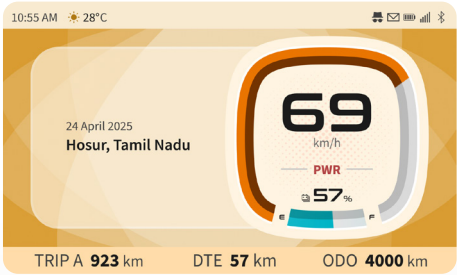 10:55 AM 28°C
24 April 2025
Hosur, Tamil Nadu
69
km/h
PWR
57%
E F
TRIP A 923 km DTE 57 km ODO 4000 km